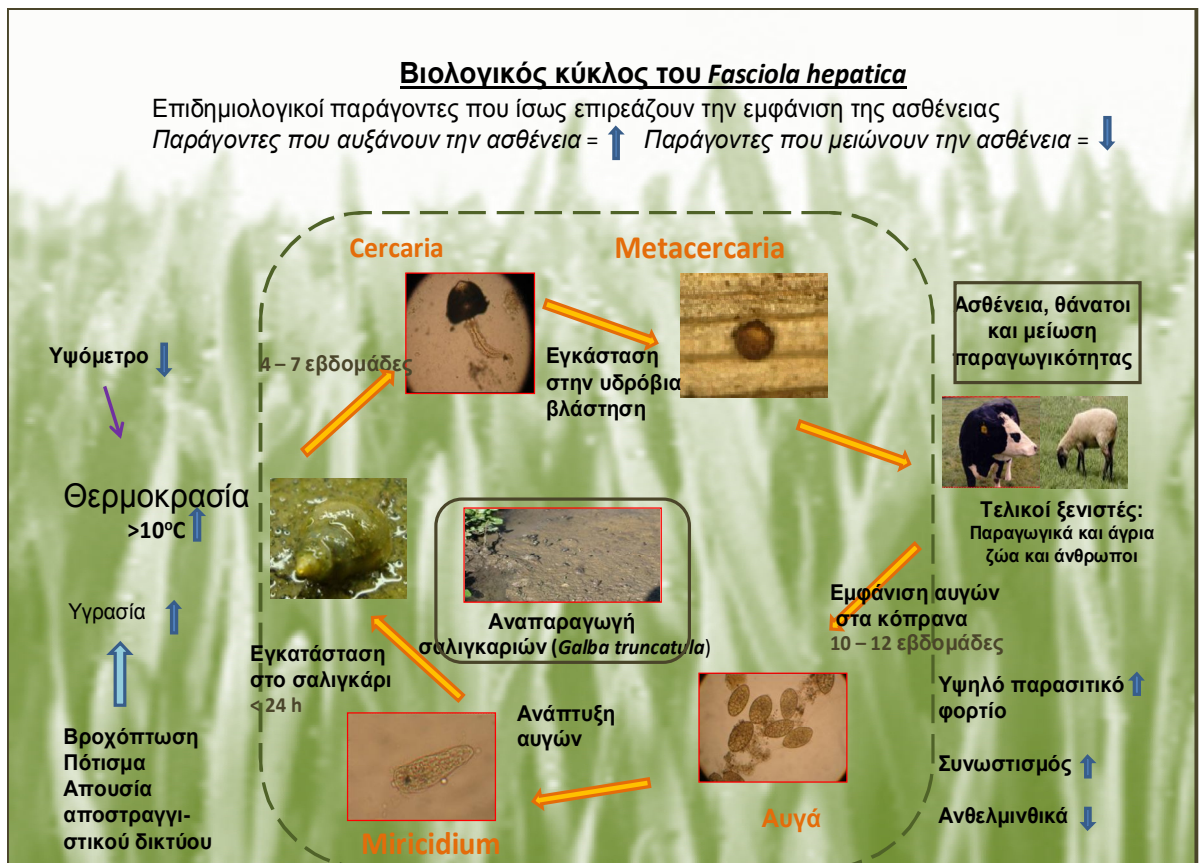 Βιολογικός κύκλος του Fasciola hepatica
Επιδημιολογικοί παράγοντες που ίσως επιρεάζουν την εμφάνιση της ασθένειας
Παράγοντες που αυξάνουν την ασθένεια = Παράγοντες που μειώνουν την ασθένεια =
Cercaria
Metacercaria
4 – 7 εβδομάδες
Εγκάσταση
στην υδρόβια
βλάστηση
Ασθένεια, θάνατοι
και μείωση
παραγωγικότητας
Υψόμετρο
Θερμοκρασία
>10°C
Υγρασία
Βροχόπτωση
Πότισμα
Απουσία
αποστραγγι-
στικού δικτύου
Τελικοί ξενιστές:
Παραγωγικά και άγρια
ζώα και άνθρωποι
Αναπαραγωγή
σαλιγκαριών (Galba truncatula)
Εμφάνιση αυγών
στα κόπρανα
10 – 12 εβδομάδες
Εγκατάσταση
στο σαλιγκάρι
< 24 h
Ανάπτυξη
αυγών
Υψηλό παρασιτικό
φορτίο
Συνωστισμός
Ανθελμινθικά
Αυγά
Miricidium